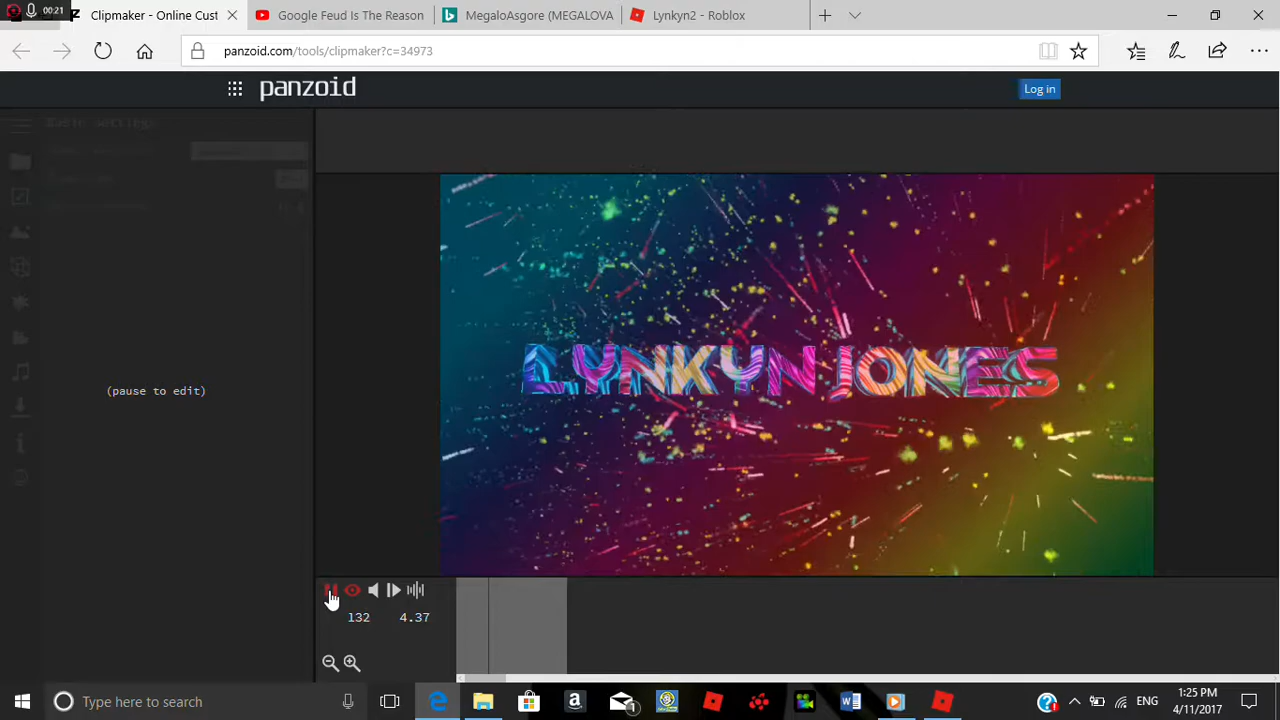 00:21
Clipmaker - Online Cust
Google Feud Is The Reason
MegaloAsgore (MEGALOVA
Lynkyn2 - Roblox
panzoid.com/tools/clipmaker?c=34973
panzoid
Log in
LYNKYN JONES
(pause to edit)
132 4.37
Type here to search
1
ENG
1:25 PM
4/11/2017